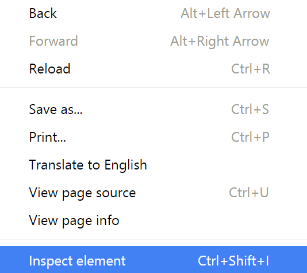 Back Alt+Left Arrow
Forward Alt+Right Arrow
Reload Ctrl+R
Save as... Ctrl+S
Print... Ctrl+P
Translate to English
View page source Ctrl+U
View page info
Inspect element Ctrl+Shift+I